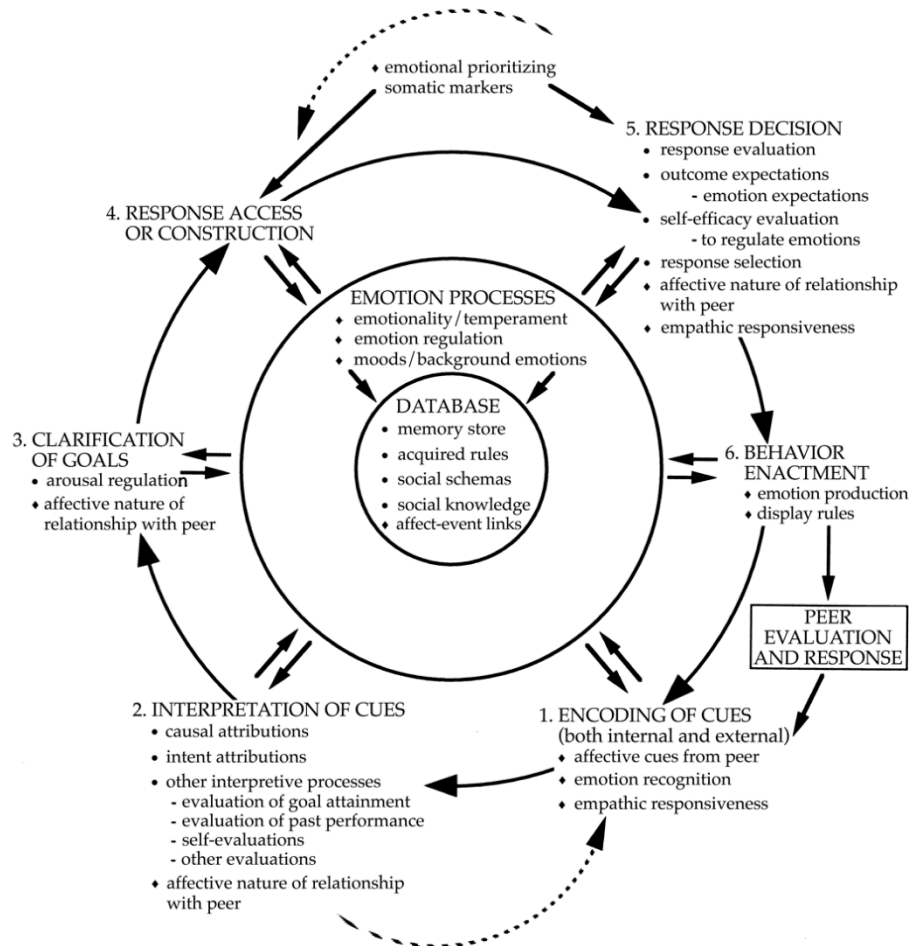 ♦ emotional prioritizing
somatic markers
5. RESPONSE DECISION
• response evaluation
• outcome expectations
- emotion expectations
• self-efficacy evaluation
- to regulate emotions
• response selection
♦ affective nature of relationship
with peer
♦ empathic responsiveness
4. RESPONSE ACCESS
OR CONSTRUCTION
EMOTION PROCESSES
♦ emotionality/temperament
♦ emotion regulation
♦ moods/background emotions
DATABASE
• memory store
• acquired rules
• social schemas
• social knowledge
♦ affect-event links
3. CLARIFICATION
OF GOALS
• arousal regulation
♦ affective nature of
relationship with peer
6. BEHAVIOR
ENACTMENT
♦ emotion production
♦ display rules
PEER
EVALUATION
AND RESPONSE
2. INTERPRETATION OF CUES
• causal attributions
• intent attributions
• other interpretive processes
- evaluation of goal attainment
- evaluation of past performance
- self-evaluations
- other evaluations
♦ affective nature of relationship
with peer
1. ENCODING OF CUES
(both internal and external)
♦ affective cues from peer
♦ emotion recognition
♦ empathic responsiveness